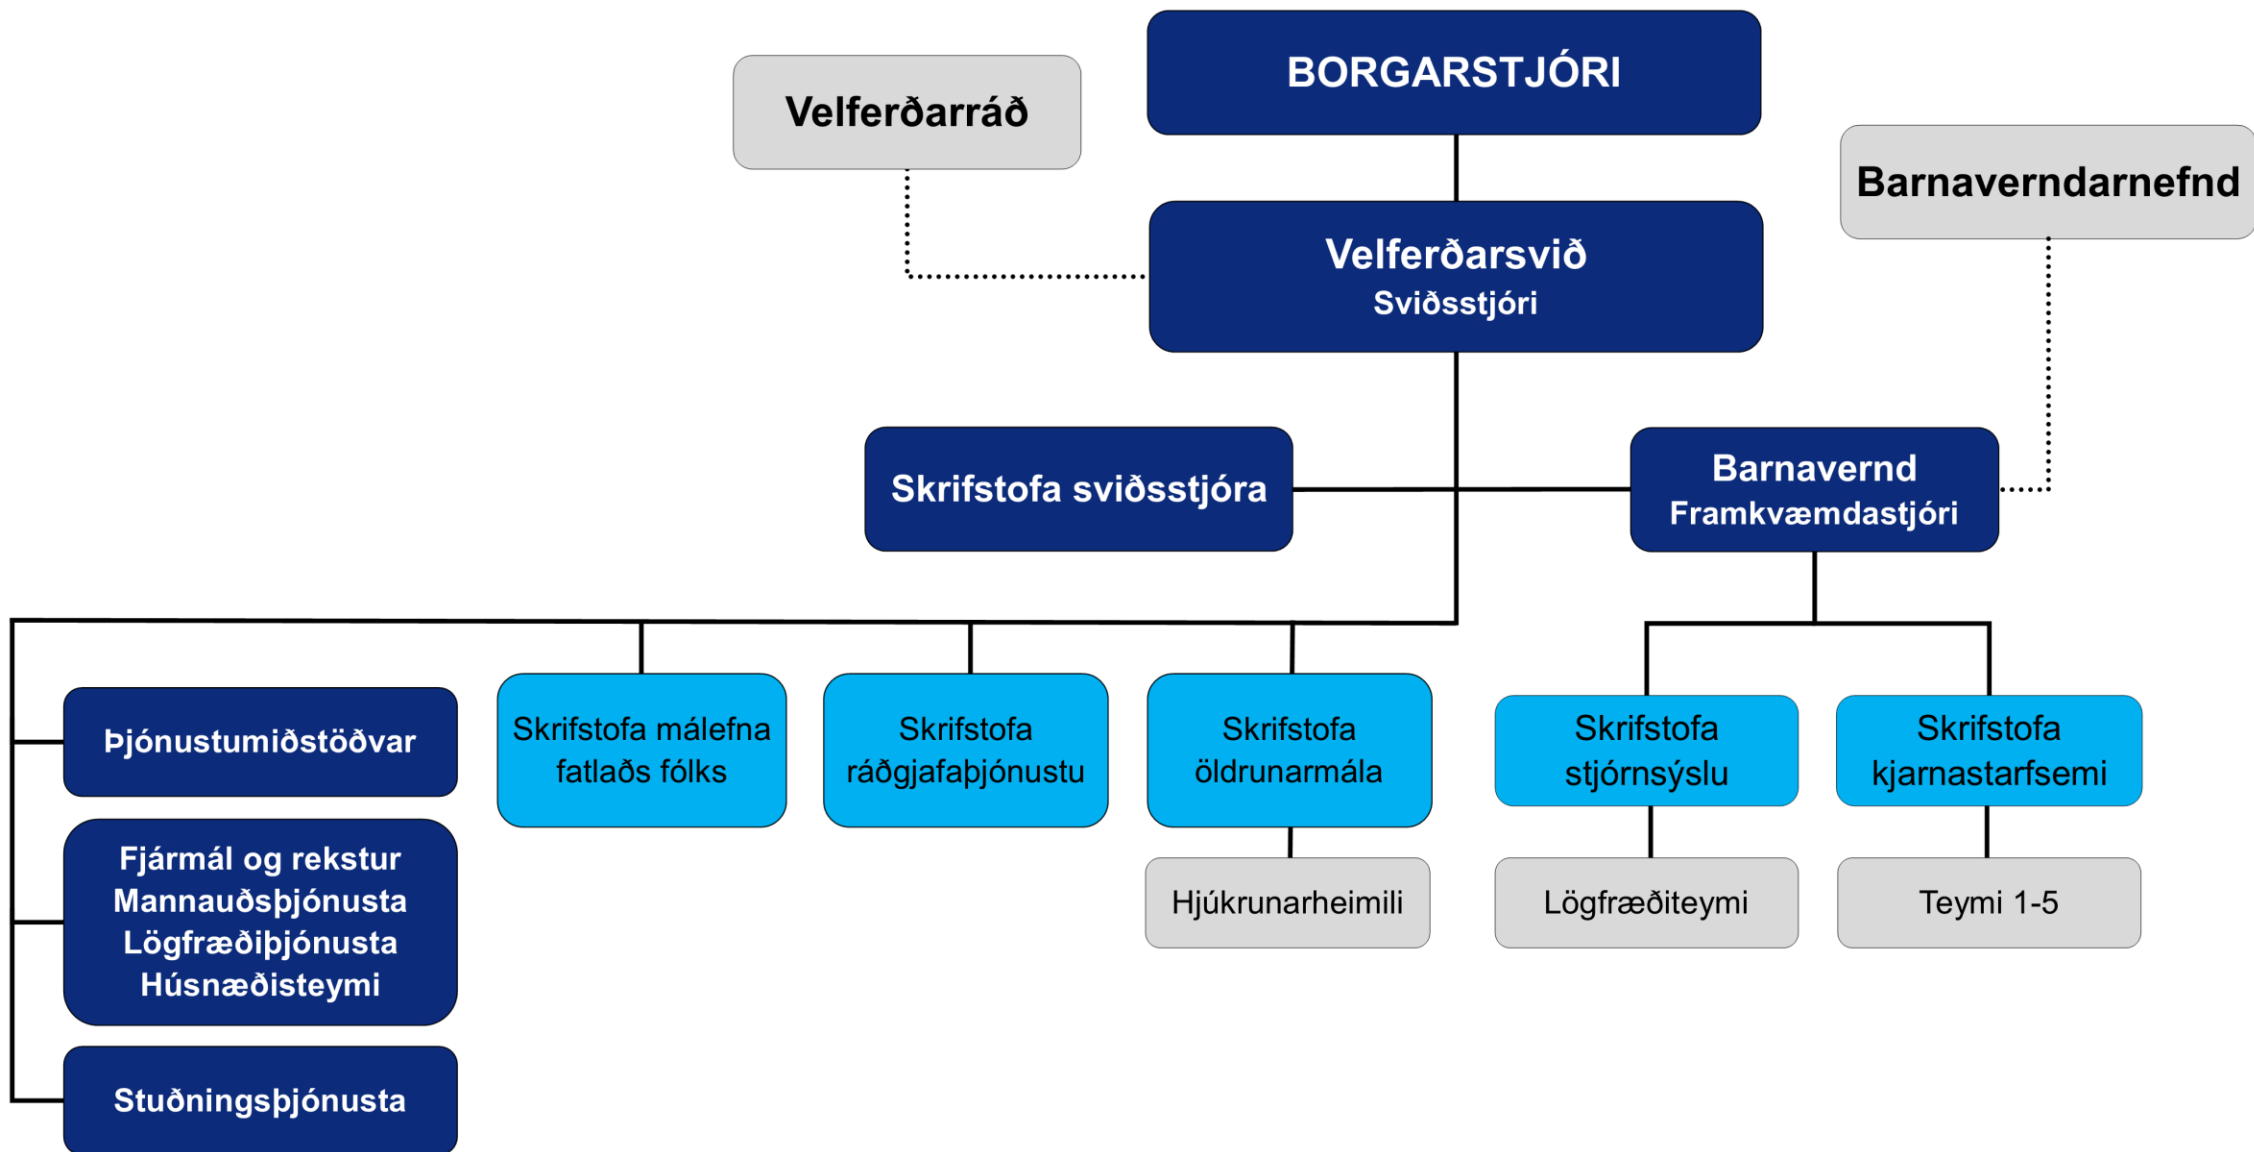 BORGARSTJÓRI
Velferðarráð
Barnaverndarnefnd
Velferðarsvið
Sviðsstjóri
Skrifstofa sviðsstjóra
Barnavernd
Framkvæmdastjóri
Þjónustumiðstöðvar
Skrifstofa málefna
fatlaðs fólks
Skrifstofa
ráðgjafaþjónustu
Skrifstofa
öldrunarmála
Skrifstofa
stjórnsýslu
Skrifstofa
kjarnastarfsemi
Fjármál og rekstur
Mannauðsþjónusta
Lögfræðiþjónusta
Húsnæðisteymi
Hjúkrunarheimili
Lögfræðiteymi
Teymi 1-5
Stuðningsþjónusta